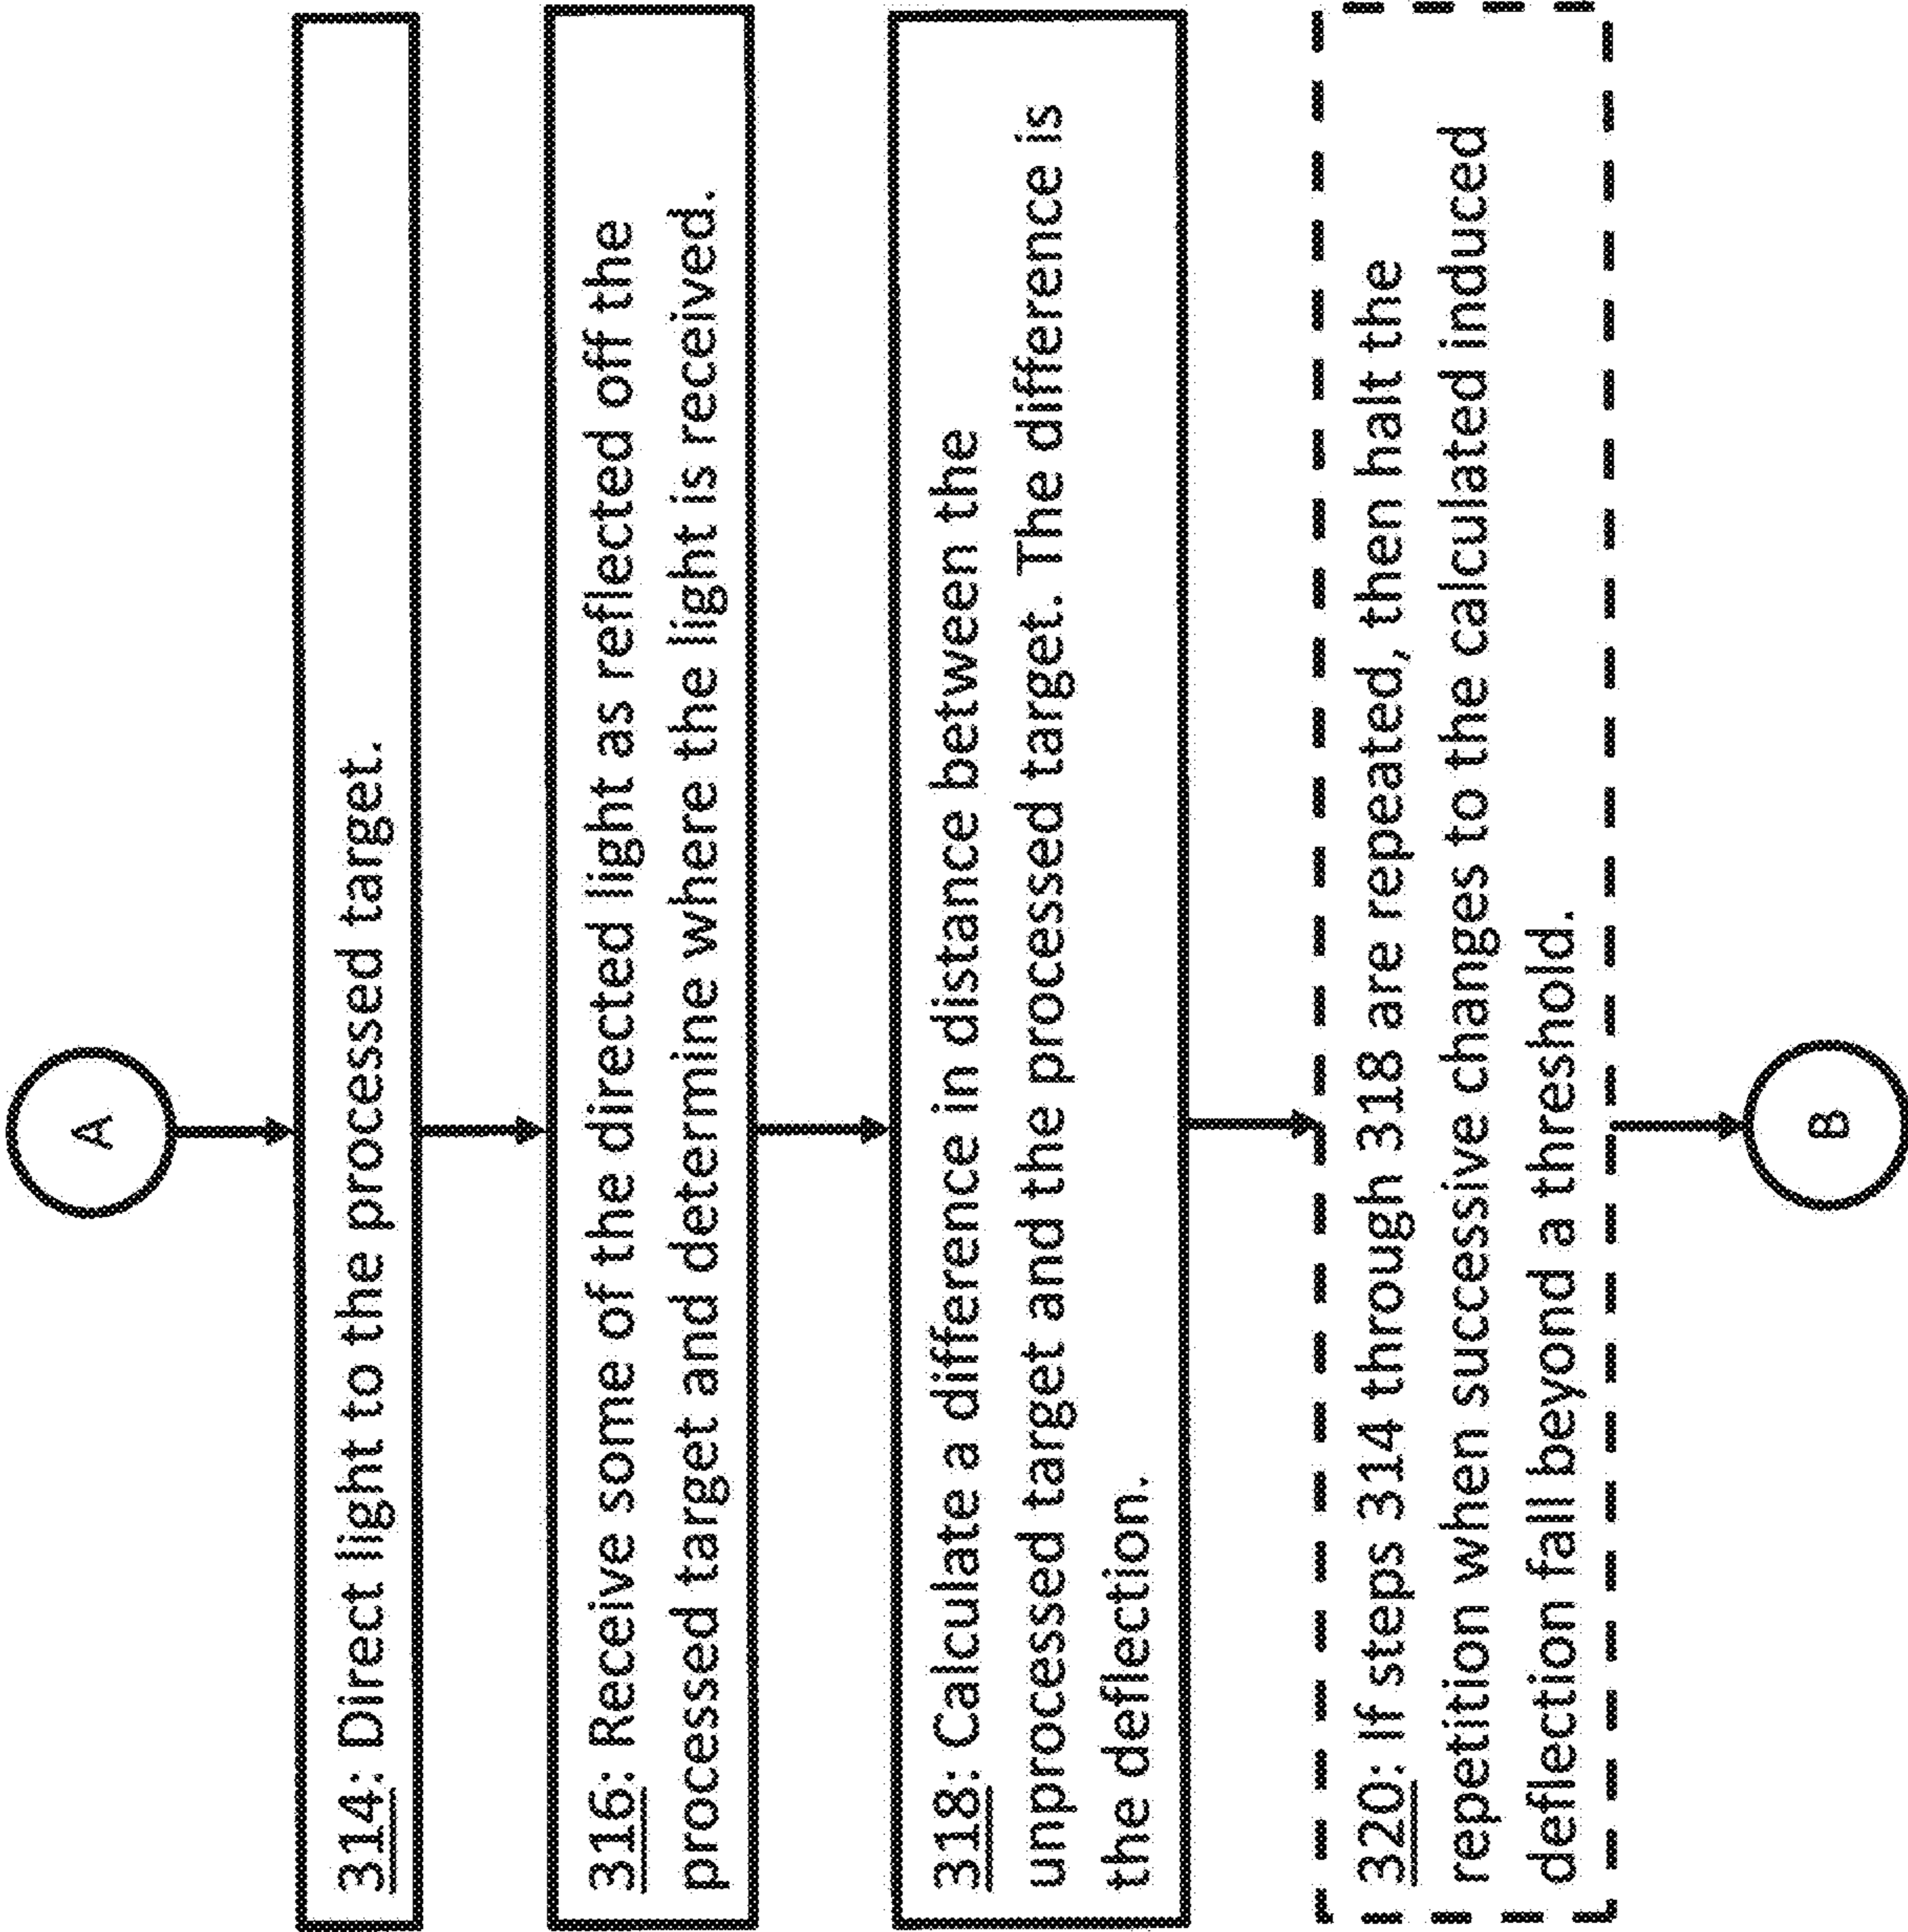 A
314: Direct light to the processed target.
316: Receive some of the directed light as reflected off the
processed target and determine where the light is received.
318: Calculate a difference in distance between the
unprocessed target and the processed target. The difference is
the deflection.
320: If steps 314 through 318 are repeated, then halt the
repetition when successive changes to the calculated induced
deflection fall beyond a threshold.
B